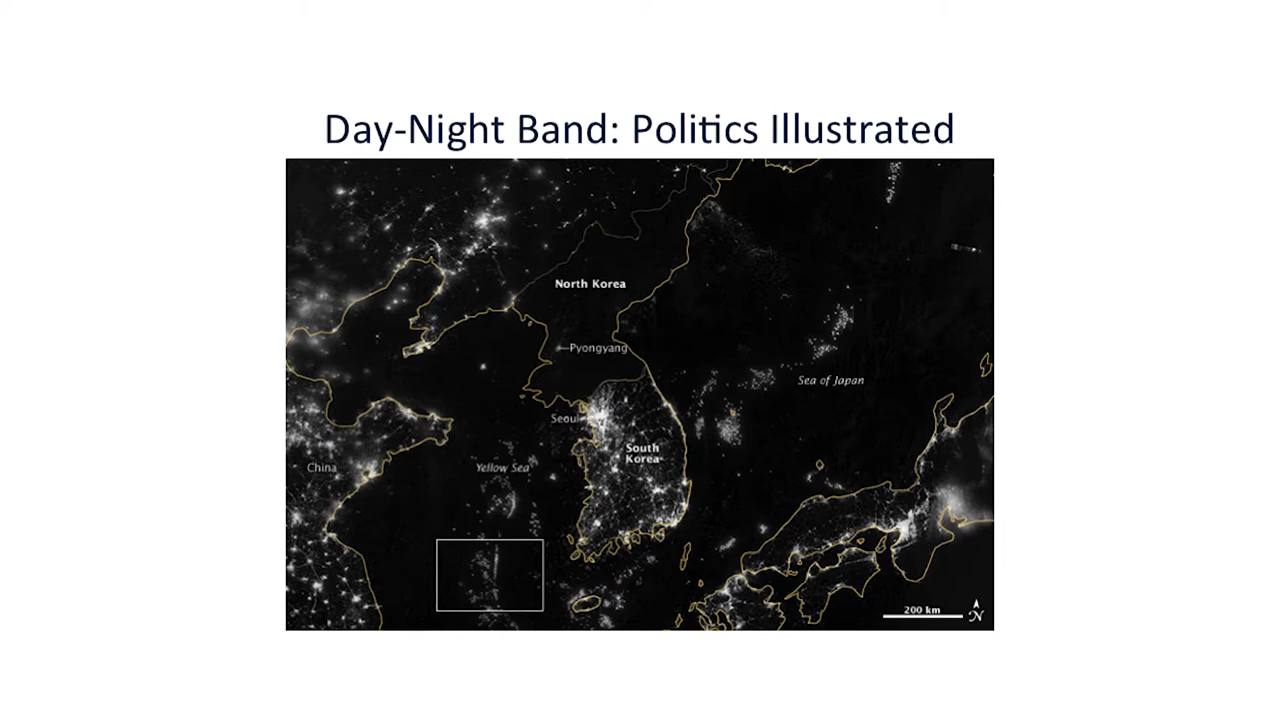 Day-Night Band: Politics Illustrated
North Korea
Pyongyang
Sea of Japan
Seoul
South
Korea
China
Yellow Sea
200 km
N